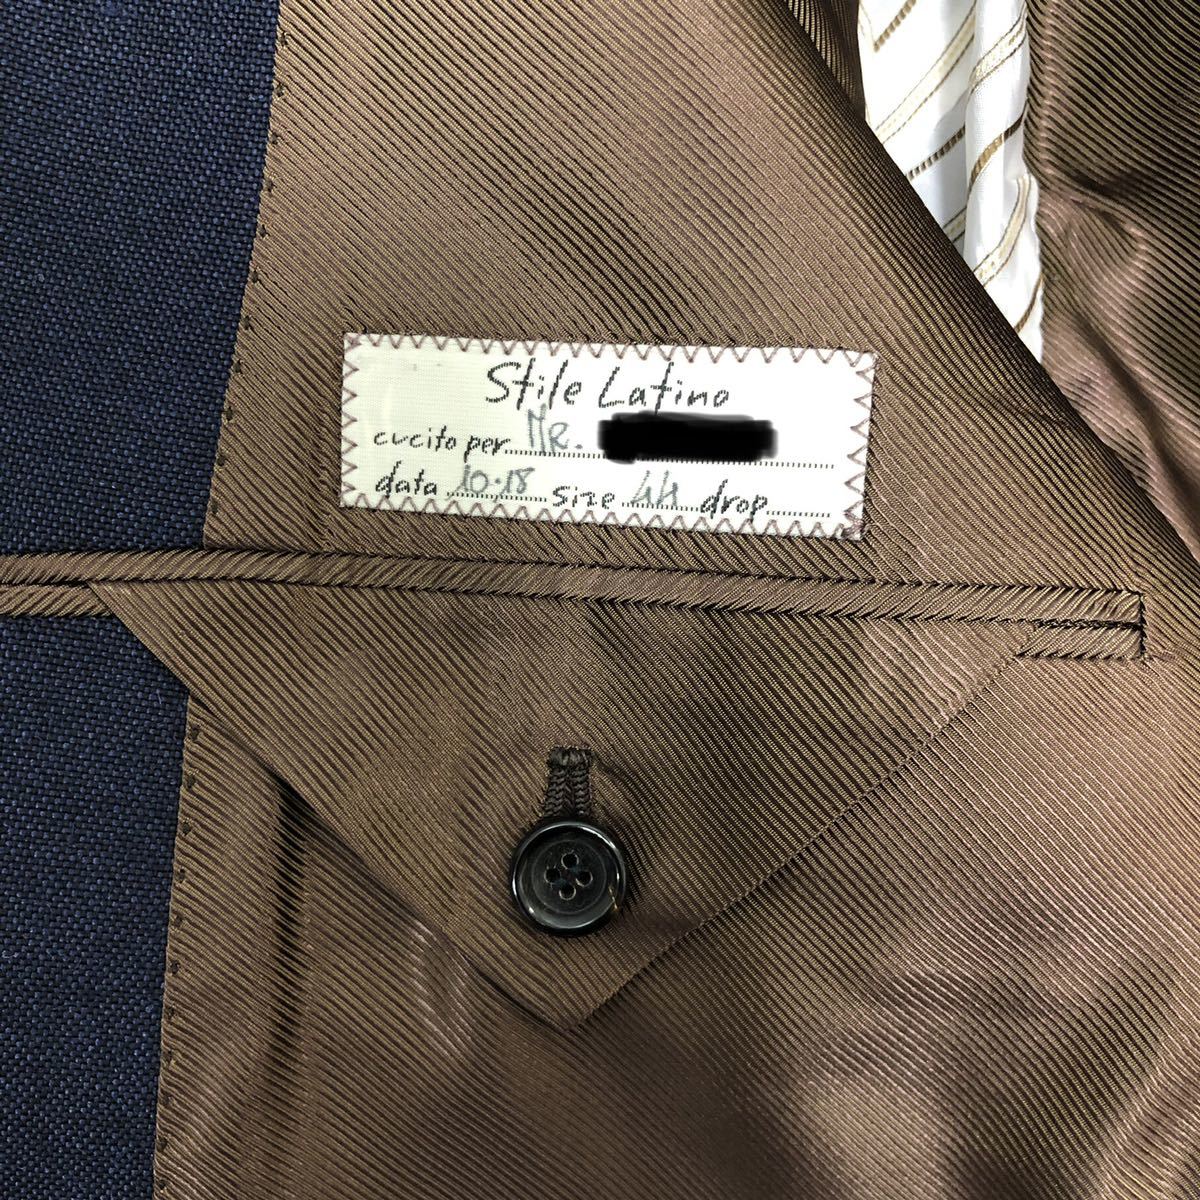 Stile Latino
cucito per MR.
data 10.18 size 44 drop